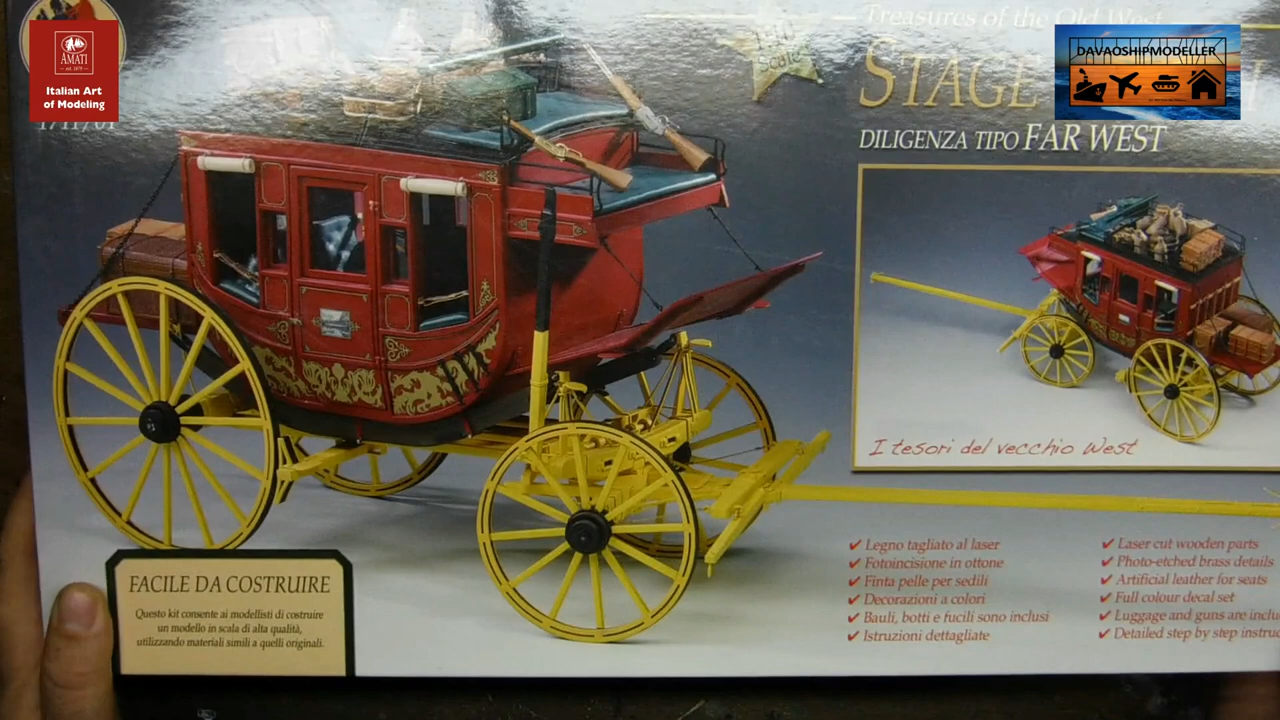 AMATI
Italian Art
of Modeling
1711/01
Treasures of the Old West
STAGE
DILIGENZA TIPO FAR WEST
DAVAOSHIPMODELLER
I tesori del vecchio West
FACILE DA COSTRUIRE
Questo kit consente ai modellisti di costruire
un modello in scala di alta qualità,
utilizzando materiali simili a quelli originali.
✔ Legno tagliato al laser
✔ Fotoincisione in ottone
✔ Finta pelle per sedili
✔ Decorazioni a colori
✔ Bauli, botti e fucili sono inclusi
✔ Istruzioni dettagliate
✔ Laser cut wooden parts
✔ Photo-etched brass details
✔ Artificial leather for seats
✔ Full colour decal set
✔ Luggage and guns are inclu
✔ Detailed step by step instruc